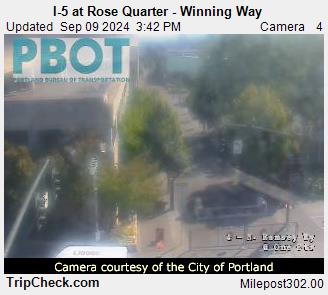 I-5 at Rose Quarter - Winning Way
Updated Sep 09 2024 3:42 PM Camera 4
PBOT
PORTLAND BUREAU OF TRANSPORTATION
Camera courtesy of the City of Portland
TripCheck.com Milepost302.00